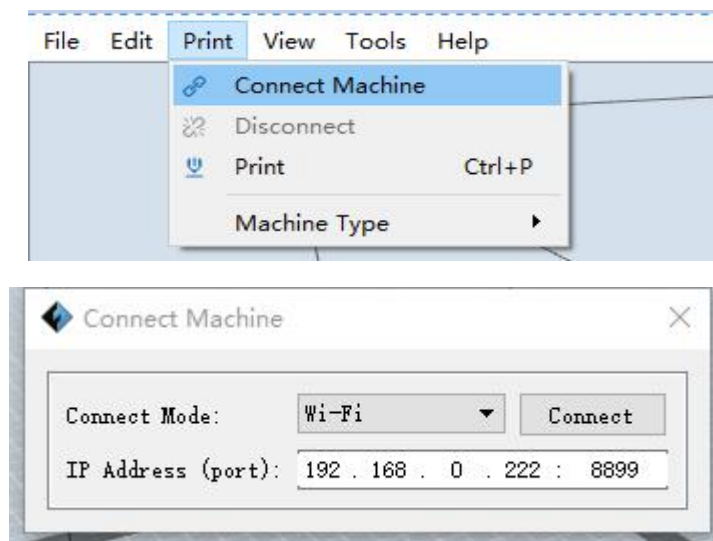 File Edit Print View Tools Help
Connect Machine
Disconnect
Print Ctrl+P
Machine Type
Connect Machine
Connect Mode: Wi-Fi Connect
IP Address (port): 192 . 168 . 0 . 222 : 8899